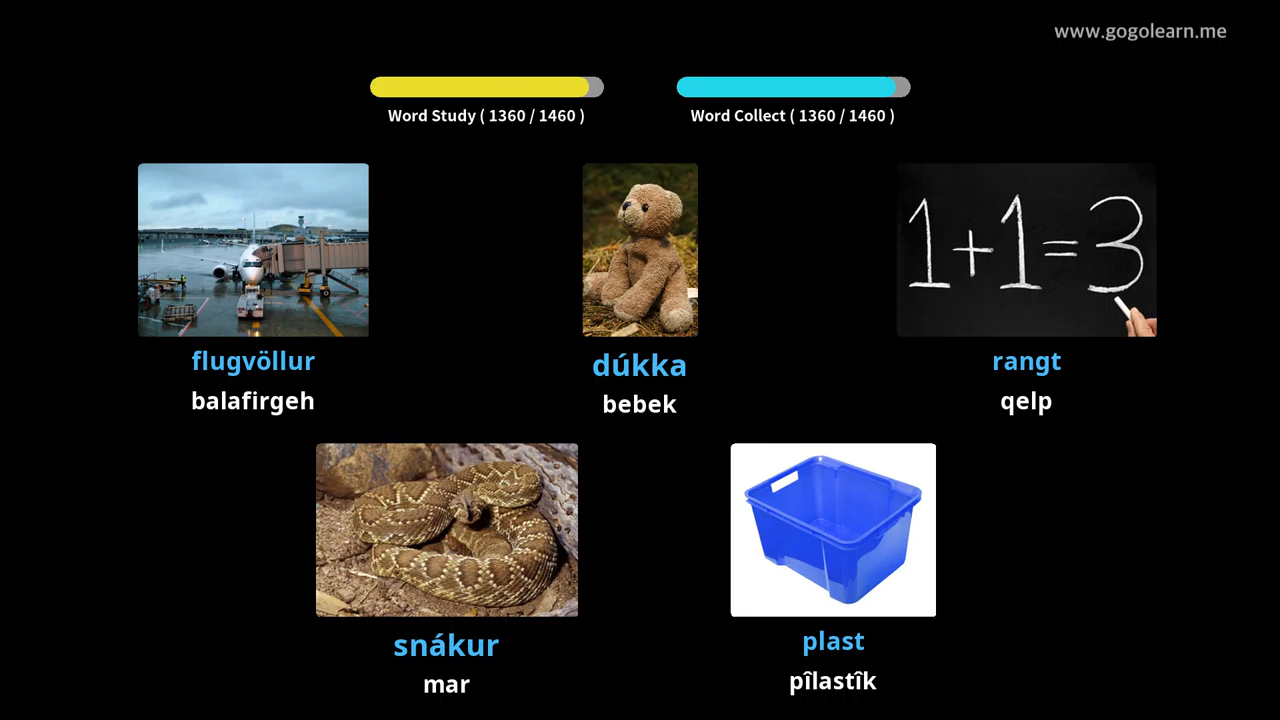 www.gogolearn.me
Word Study ( 1360 / 1460 )
Word Collect ( 1360 / 1460 )
1+1=3
flugvöllur
dúkka
rangt
balafirgeh
bebek
qelp
snákur
plast
mar
pîlastîk